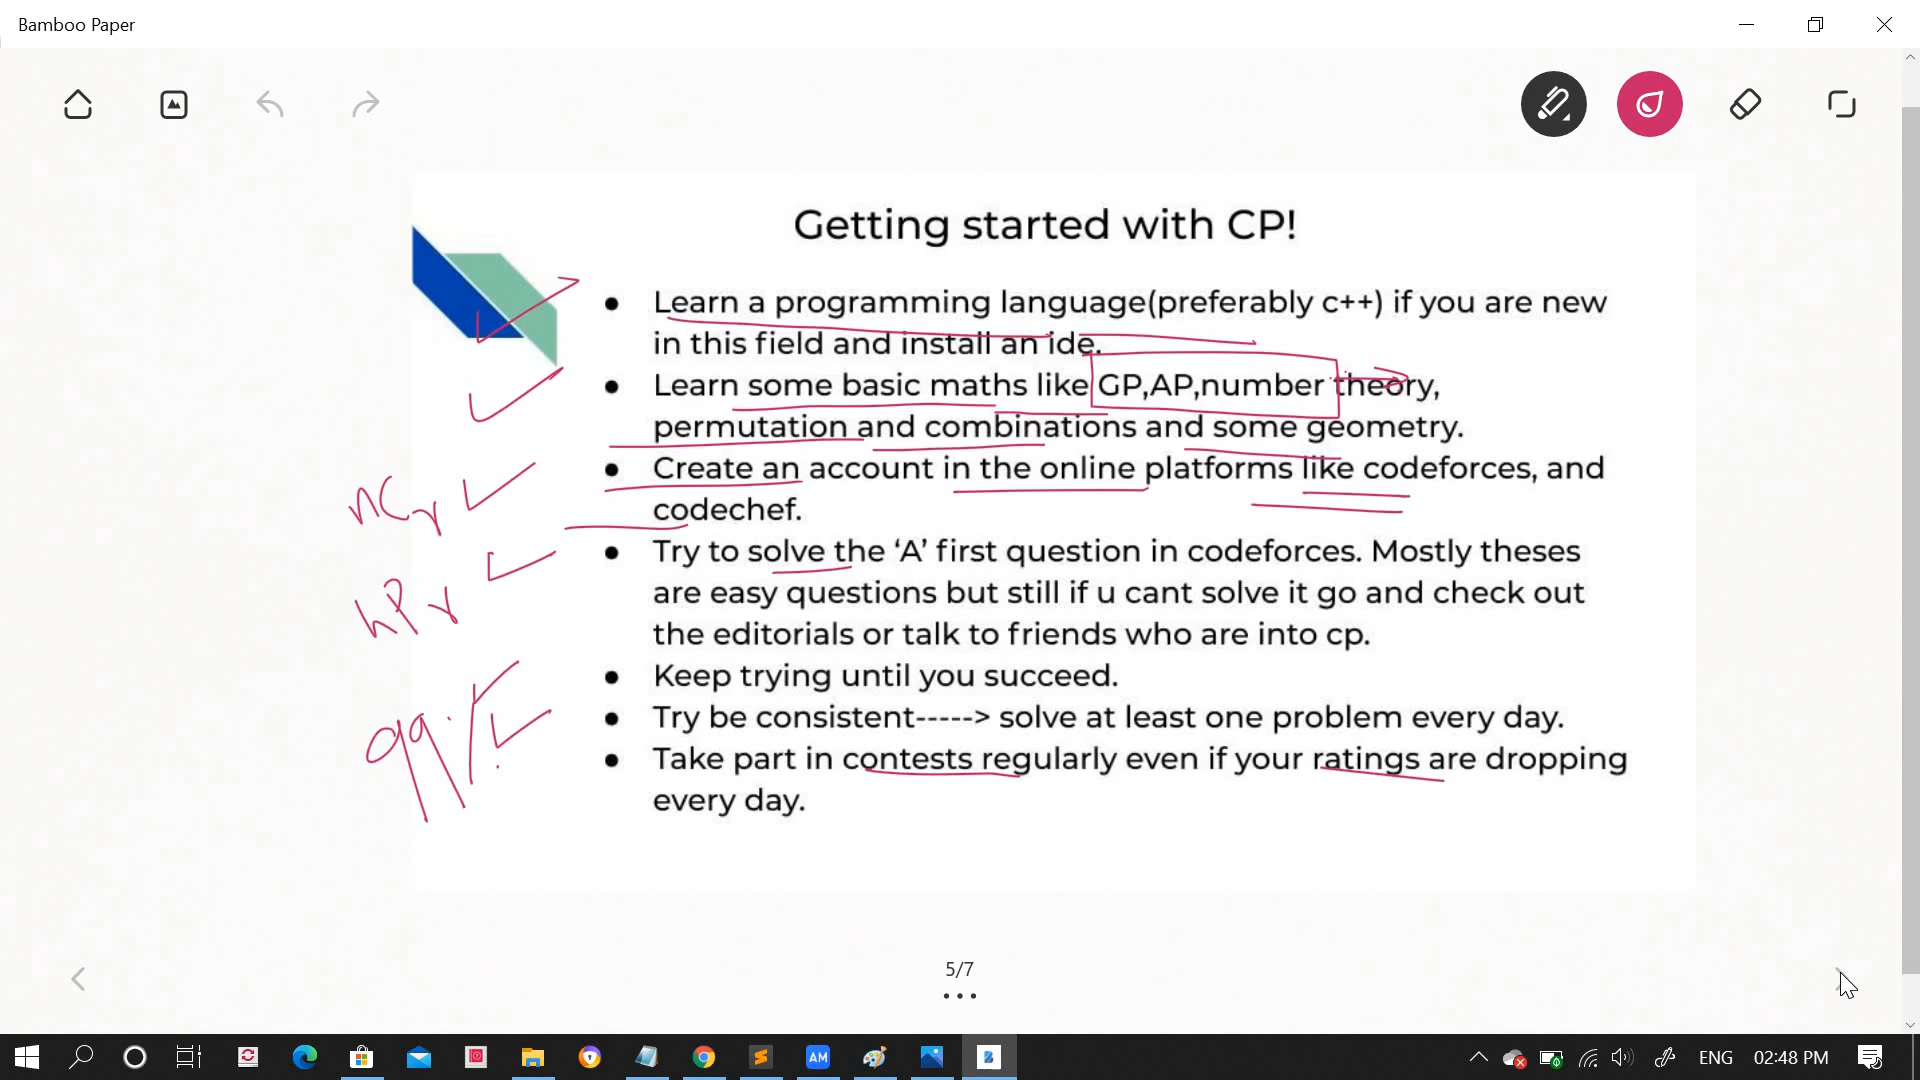 Bamboo Paper
Getting started with CP!
● Learn a programming language(preferably c++) if you are new
in this field and install an ide.
● Learn some basic maths like GP,AP,number theory,
permutation and combinations and some geometry.
● Create an account in the online platforms like codeforces, and
codechef.
● Try to solve the ‘A’ first question in codeforces. Mostly theses
are easy questions but still if u cant solve it go and check out
the editorials or talk to friends who are into cp.
● Keep trying until you succeed.
● Try be consistent-----> solve at least one problem every day.
● Take part in contests regularly even if your ratings are dropping
every day.
nCr
nPr
99%
5/7
AM
ENG
02:48 PM